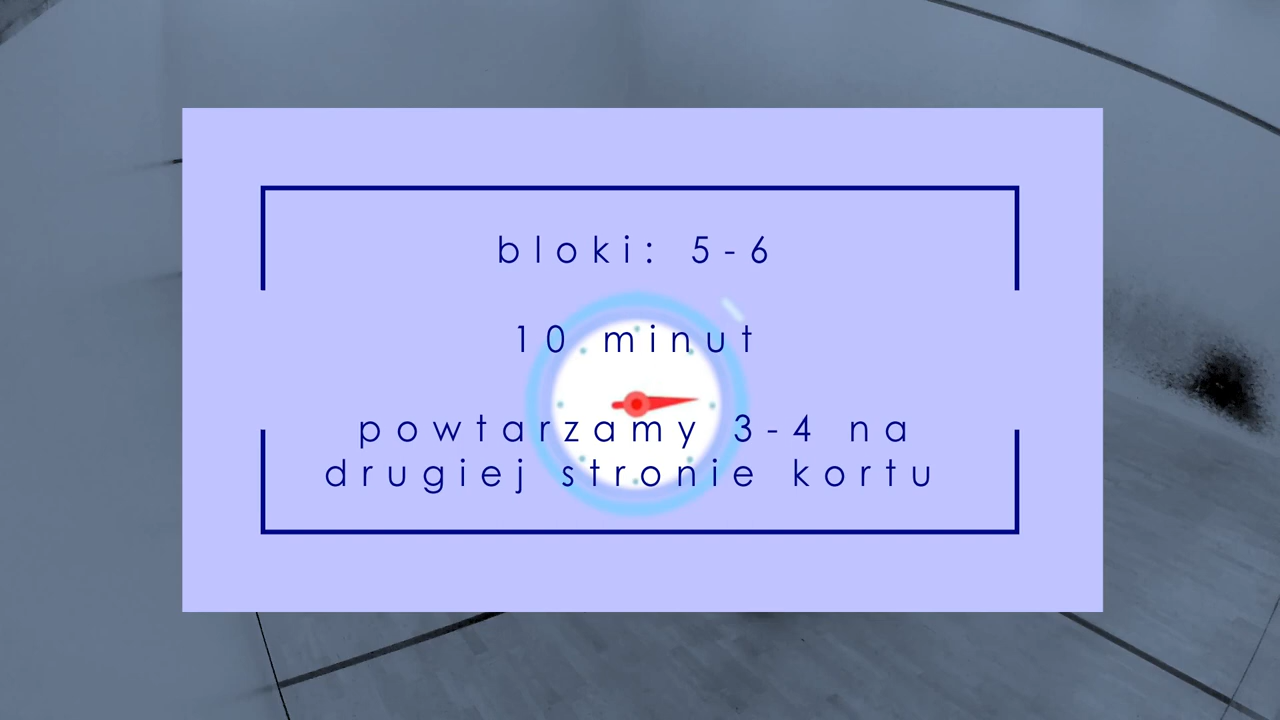 bloki: 5-6
10 minut
powtarzamy 3-4 na
drugiej stronie kortu